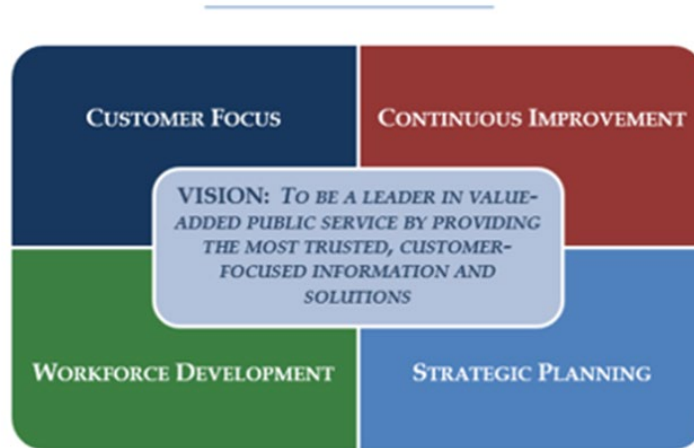 CUSTOMER FOCUS
CONTINUOUS IMPROVEMENT
VISION: TO BE A LEADER IN VALUE-
ADDED PUBLIC SERVICE BY PROVIDING
THE MOST TRUSTED, CUSTOMER-
FOCUSED INFORMATION AND
SOLUTIONS
WORKFORCE DEVELOPMENT
STRATEGIC PLANNING